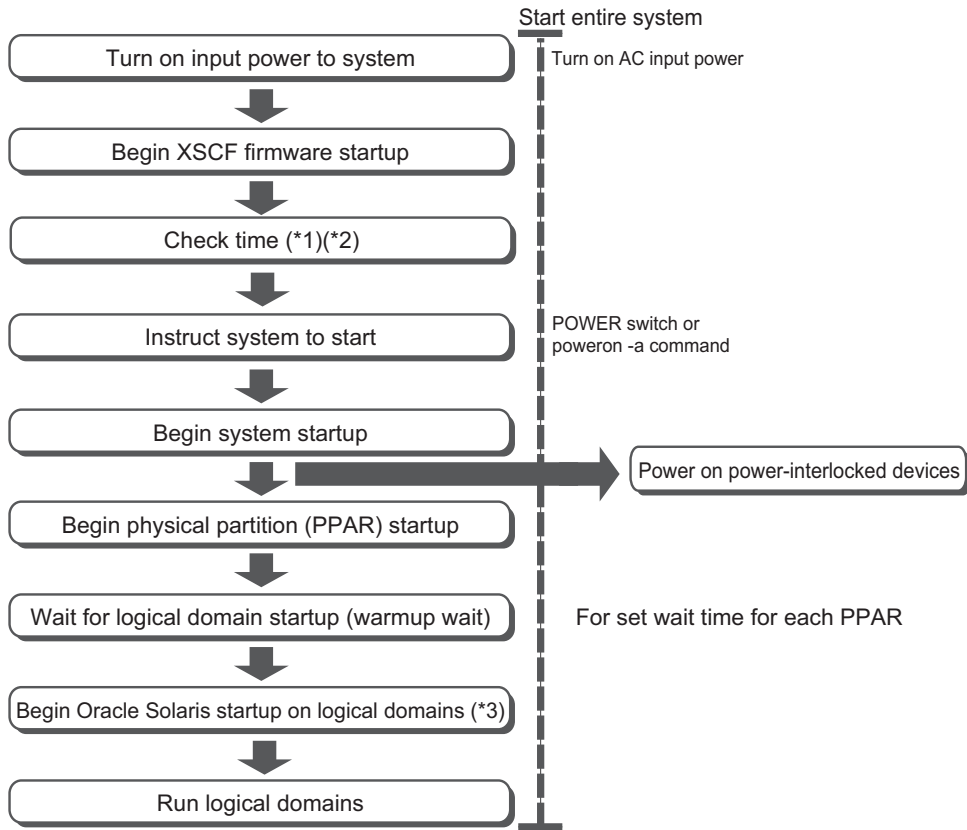 Start entire system
Turn on input power to system
Turn on AC input power
Begin XSCF firmware startup
Check time (*1)(*2)
Instruct system to start
POWER switch or
poweron -a command
Begin system startup
Power on power-interlocked devices
Begin physical partition (PPAR) startup
Wait for logical domain startup (warmup wait)
For set wait time for each PPAR
Begin Oracle Solaris startup on logical domains (*3)
Run logical domains